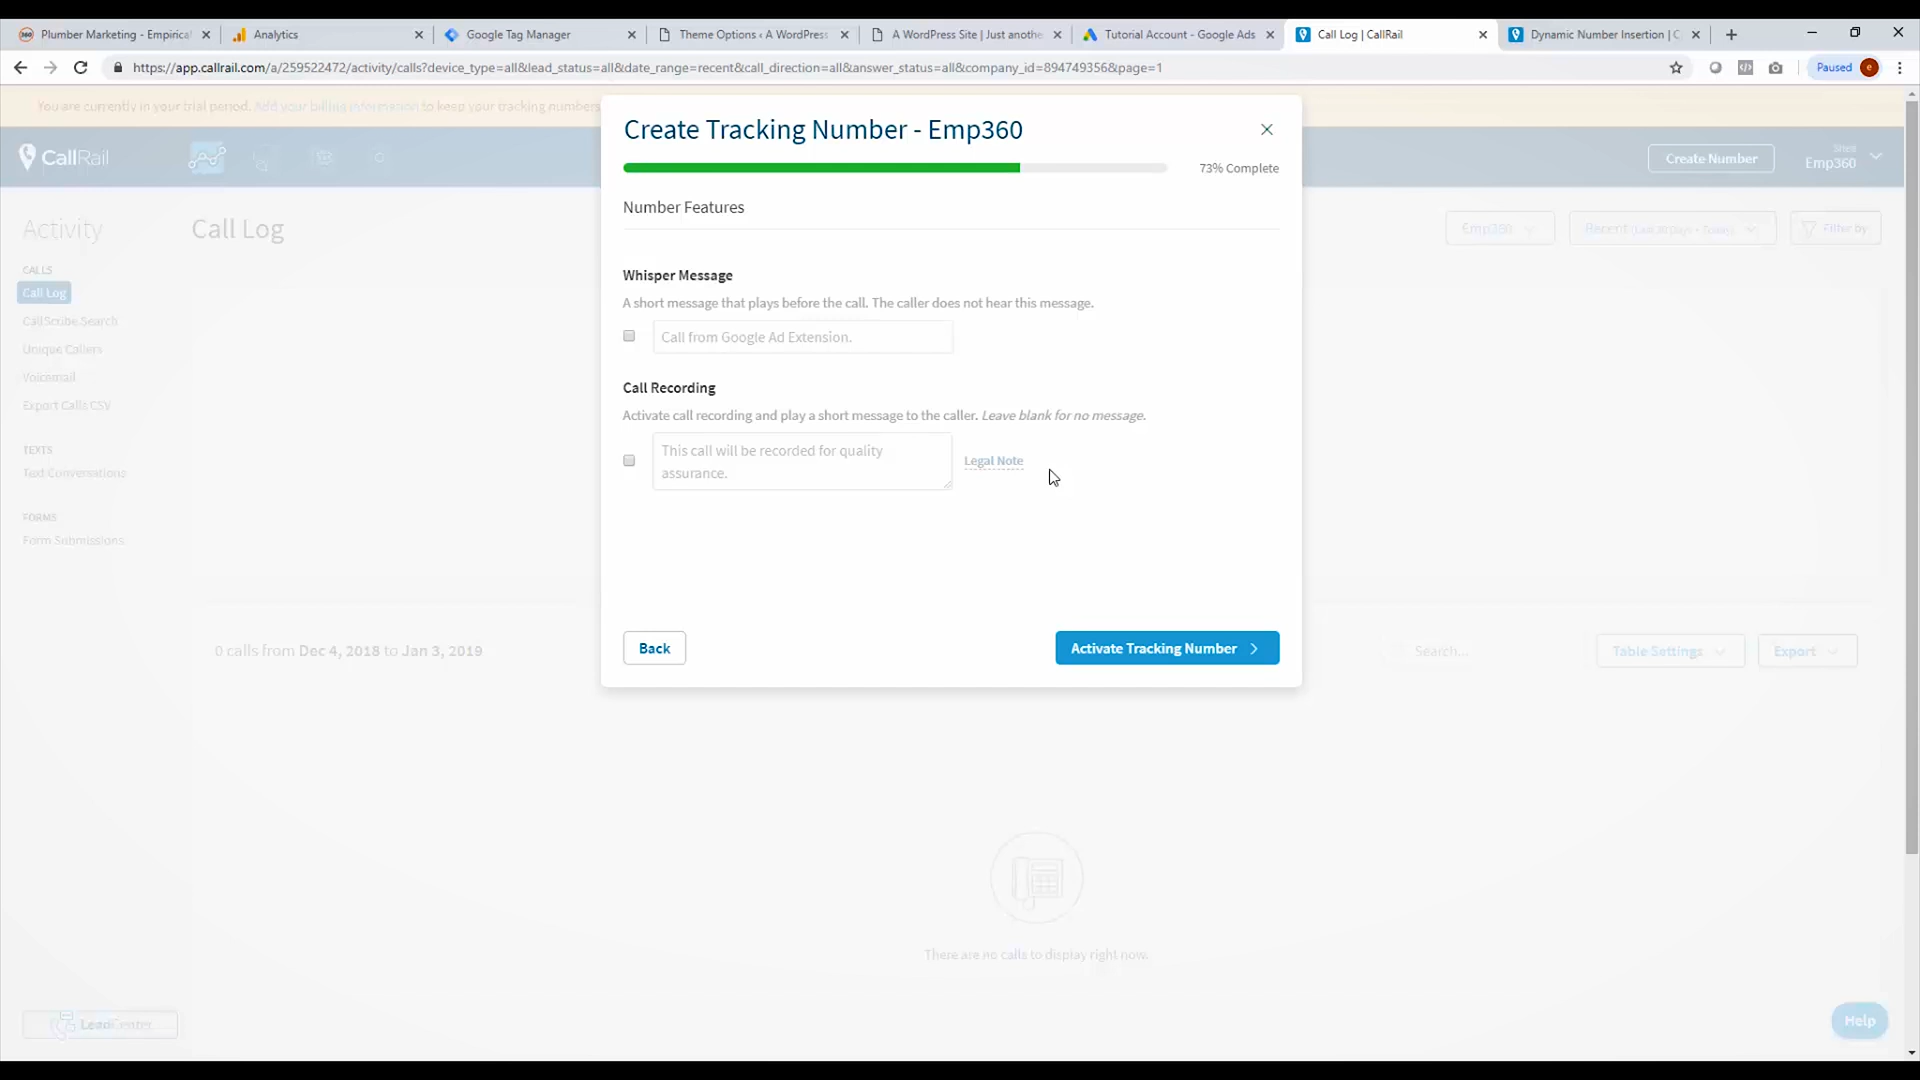 Plumber Marketing - Empirica
Analytics
Google Tag Manager
Theme Options ‹ A WordPress
A WordPress Site | Just anothe
Tutorial Account - Google Ads
Call Log | CallRail
Dynamic Number Insertion | C
https://app.callrail.com/a/259522472/activity/calls?device_type=all&lead_status=all&date_range=recent&call_direction=all&answer_status=all&company_id=894749356&page=1
Paused
e
You are currently in your trial period. Add your billing information to keep your tracking numbers
CallRail
Create Number
Emp360
Create Tracking Number - Emp360
73% Complete
Number Features
Whisper Message
A short message that plays before the call. The caller does not hear this message.
Call from Google Ad Extension.
Call Recording
Activate call recording and play a short message to the caller. Leave blank for no message.
This call will be recorded for quality
assurance.
Legal Note
Back
Activate Tracking Number
Activity
CALLS
Call Log
CallScribe Search
Unique Callers
Voicemail
Export Calls CSV
TEXTS
Text Conversations
FORMS
Form Submissions
Call Log
Emp360
Recent
Filter by
0 calls from Dec 4, 2018 to Jan 3, 2019
Search...
Table Settings
Export
There are no calls to display right now.
Lead Center
Help